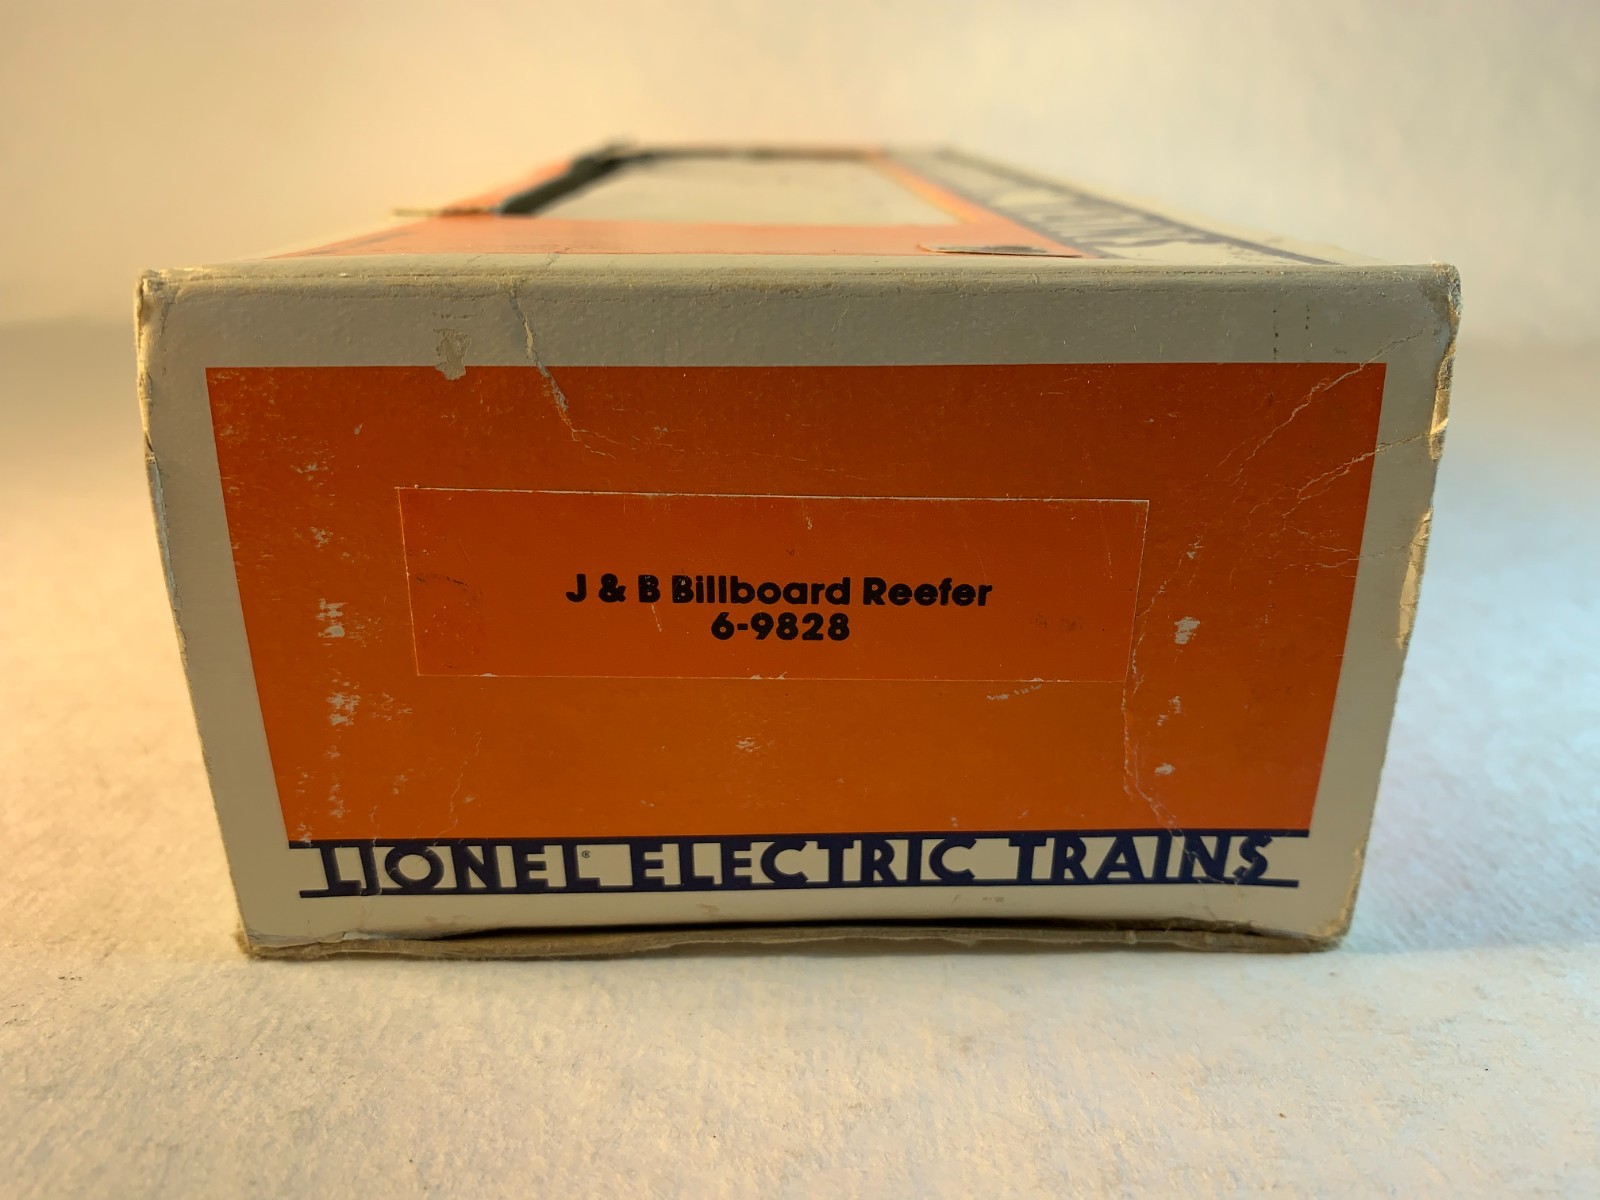 J & B Billboard Reefer
6-9828
LIONEL® ELECTRIC TRAINS